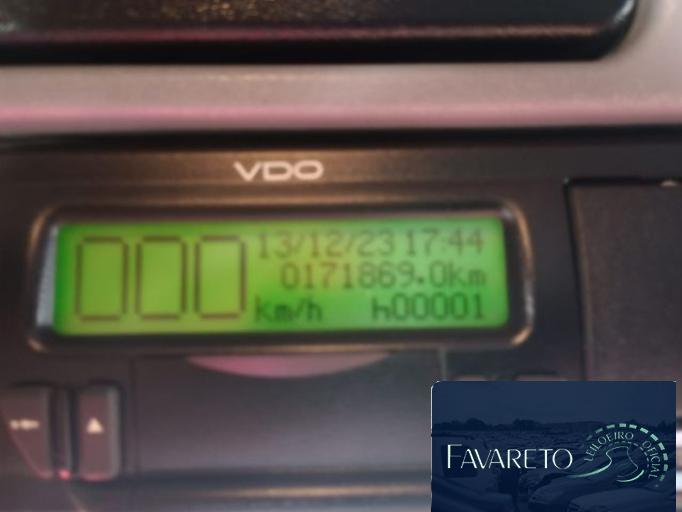 VDO
000
13/12/23 17:44
0171869.0km
km/h h00001
FAVARETO
LEILOEIRO OFICIAL